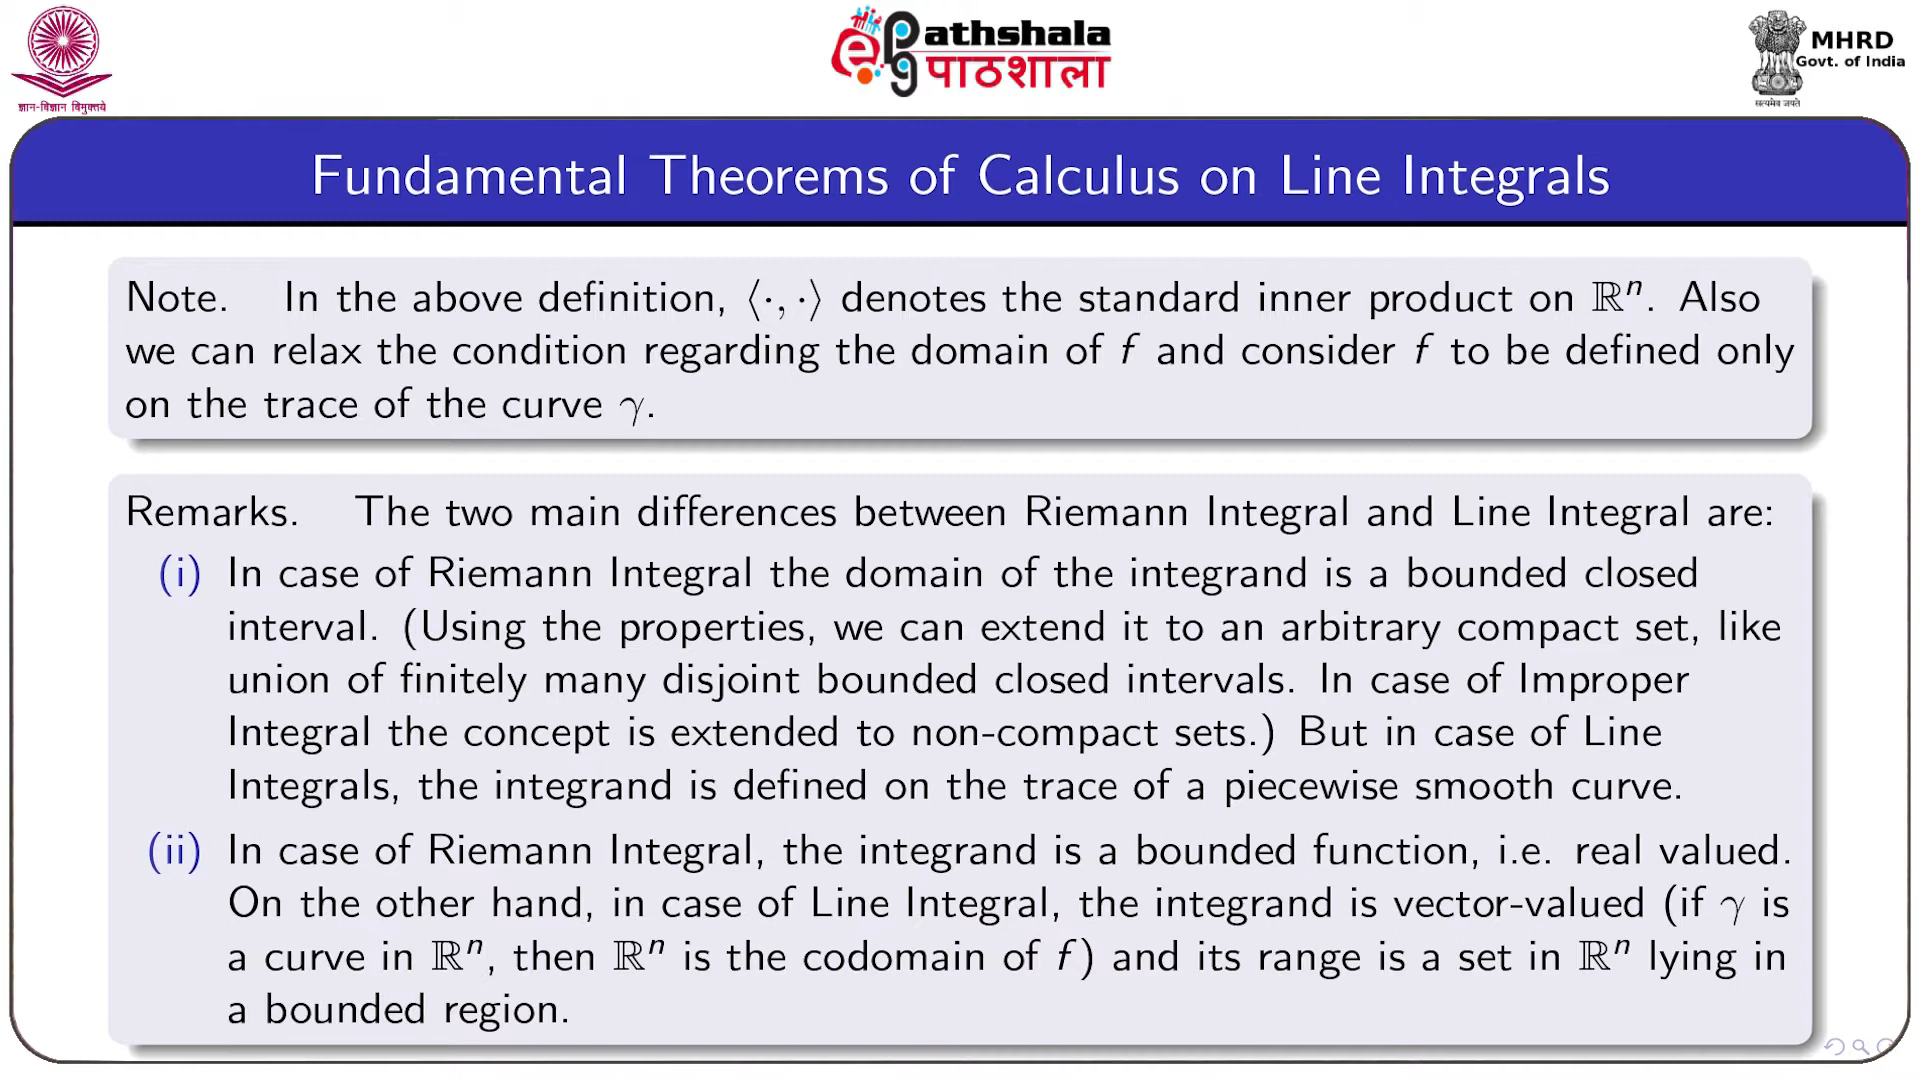 ज्ञान-विज्ञान विमुक्तये
ePG Pathshala
पाठशाला
MHRD
Govt. of India
सत्यमेव जयते
Fundamental Theorems of Calculus on Line Integrals
Note. In the above definition, ⟨·, ·⟩ denotes the standard inner product on ℝⁿ. Also
we can relax the condition regarding the domain of f and consider f to be defined only
on the trace of the curve γ.
Remarks. The two main differences between Riemann Integral and Line Integral are:
(i) In case of Riemann Integral the domain of the integrand is a bounded closed
interval. (Using the properties, we can extend it to an arbitrary compact set, like
union of finitely many disjoint bounded closed intervals. In case of Improper
Integral the concept is extended to non-compact sets.) But in case of Line
Integrals, the integrand is defined on the trace of a piecewise smooth curve.
(ii) In case of Riemann Integral, the integrand is a bounded function, i.e. real valued.
On the other hand, in case of Line Integral, the integrand is vector-valued (if γ is
a curve in ℝⁿ, then ℝⁿ is the codomain of f) and its range is a set in ℝⁿ lying in
a bounded region.